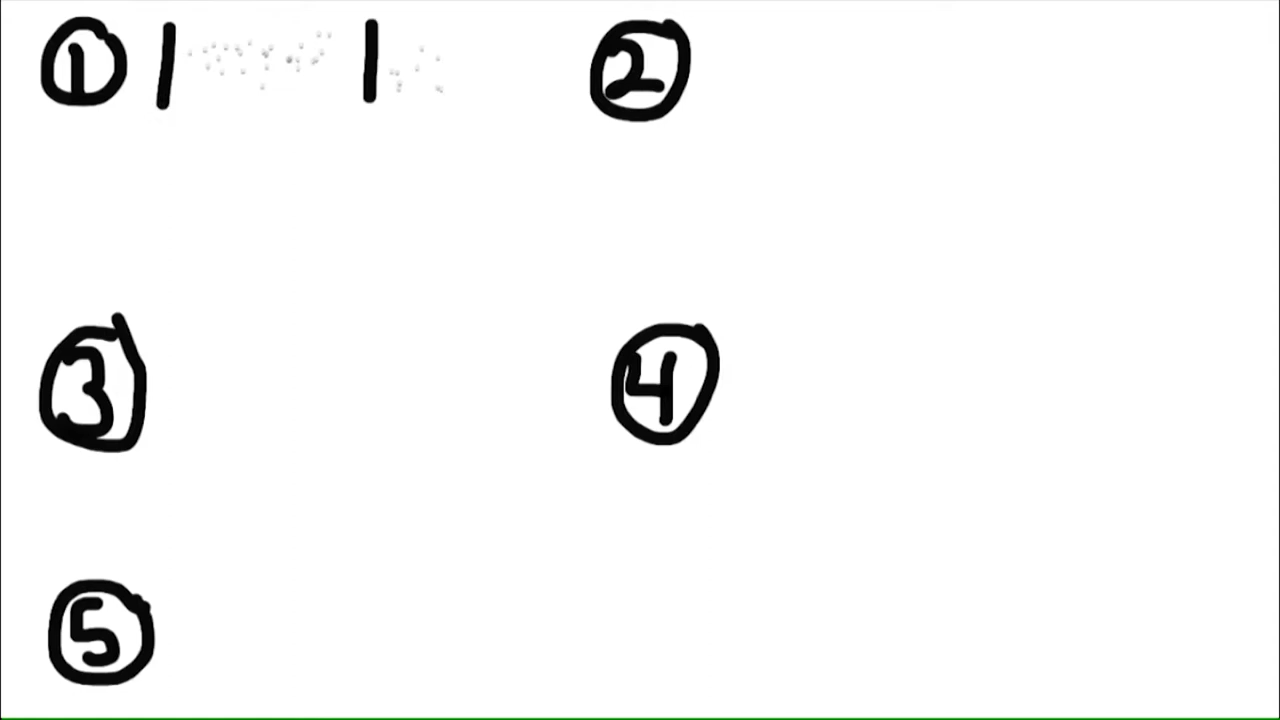 ① | |
②
③
④
⑤